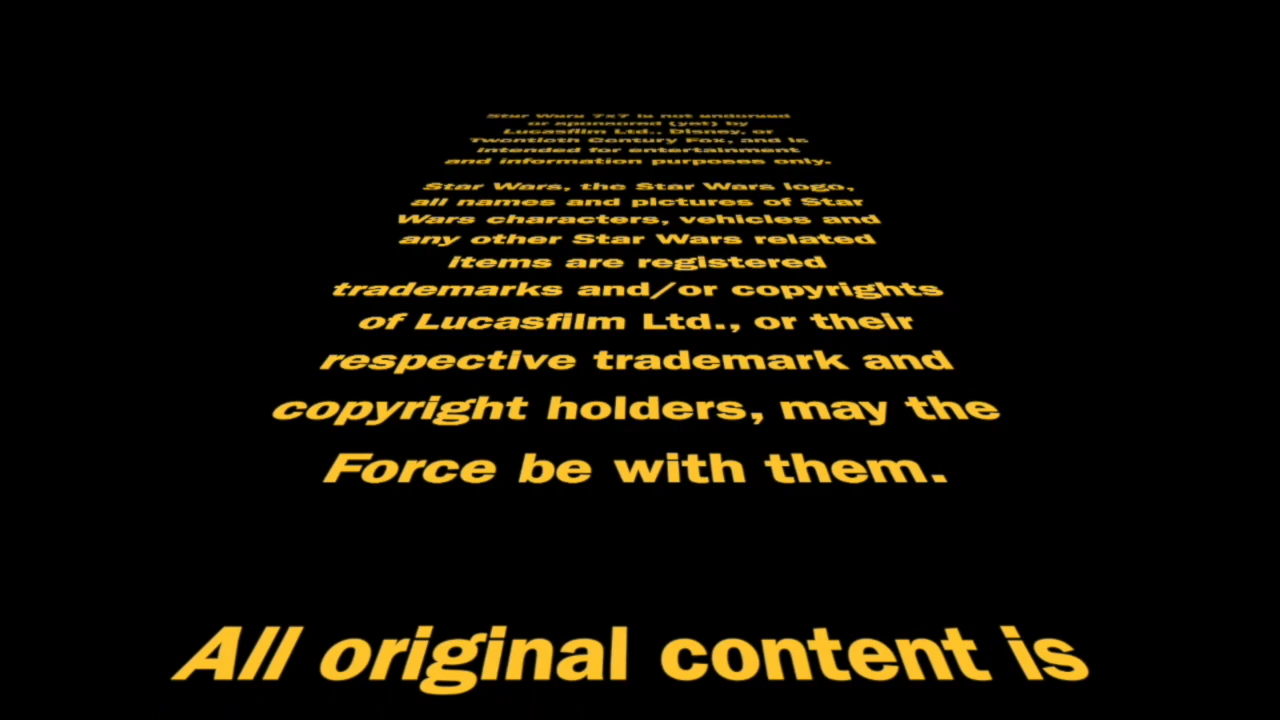 Star Wars 7x7 is not endorsed
or sponsored (yet) by
Lucasfilm Ltd., Disney, or
Twentieth Century Fox, and is
intended for entertainment
and information purposes only.
Star Wars, the Star Wars logo,
all names and pictures of Star
Wars characters, vehicles and
any other Star Wars related
items are registered
trademarks and/or copyrights
of Lucasfilm Ltd., or their
respective trademark and
copyright holders, may the
Force be with them.
All original content is